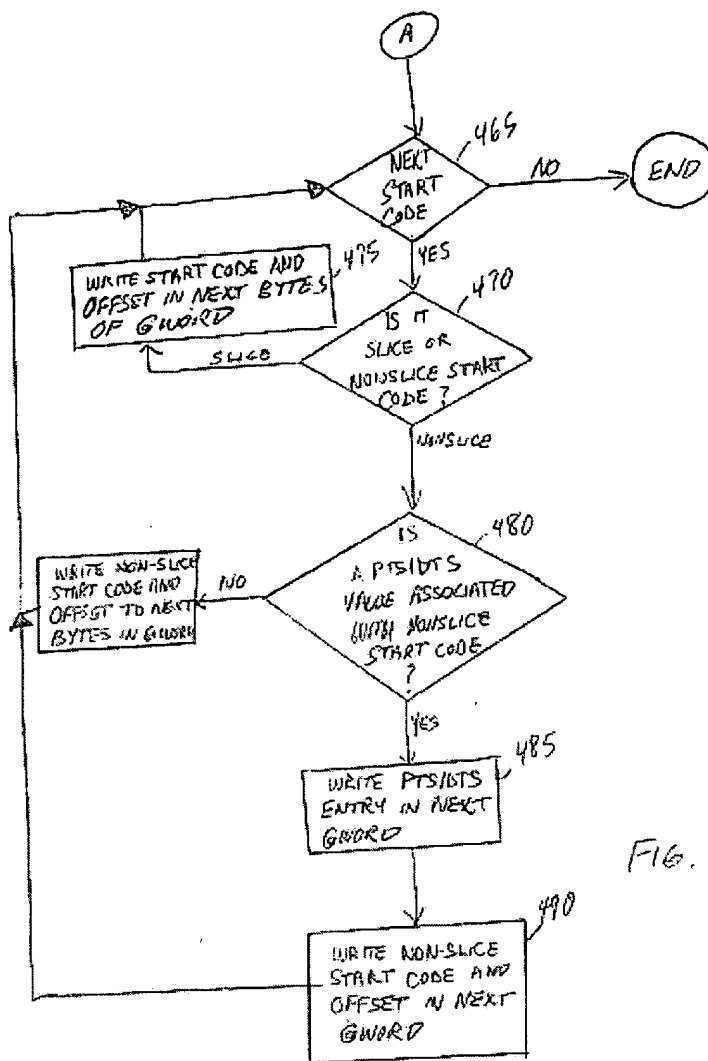 A
465
NEXT
START
CODE
NO
END
YES
475
WRITE START CODE AND
OFFSET IN NEXT BYTES
OF GWORD
470
IS IT
SLICE OR
NONSLICE START
CODE?
SLICE
NONSLICE
480
IS
A PTS/DTS
VALUE ASSOCIATED
WITH NONSLICE
START CODE
?
NO
WRITE NON-SLICE
START CODE AND
OFFSET TO NEXT
BYTES IN GWORD
YES
485
WRITE PTS/DTS
ENTRY IN NEXT
GWORD
FIG.
490
WRITE NON-SLICE
START CODE AND
OFFSET IN NEXT
GWORD